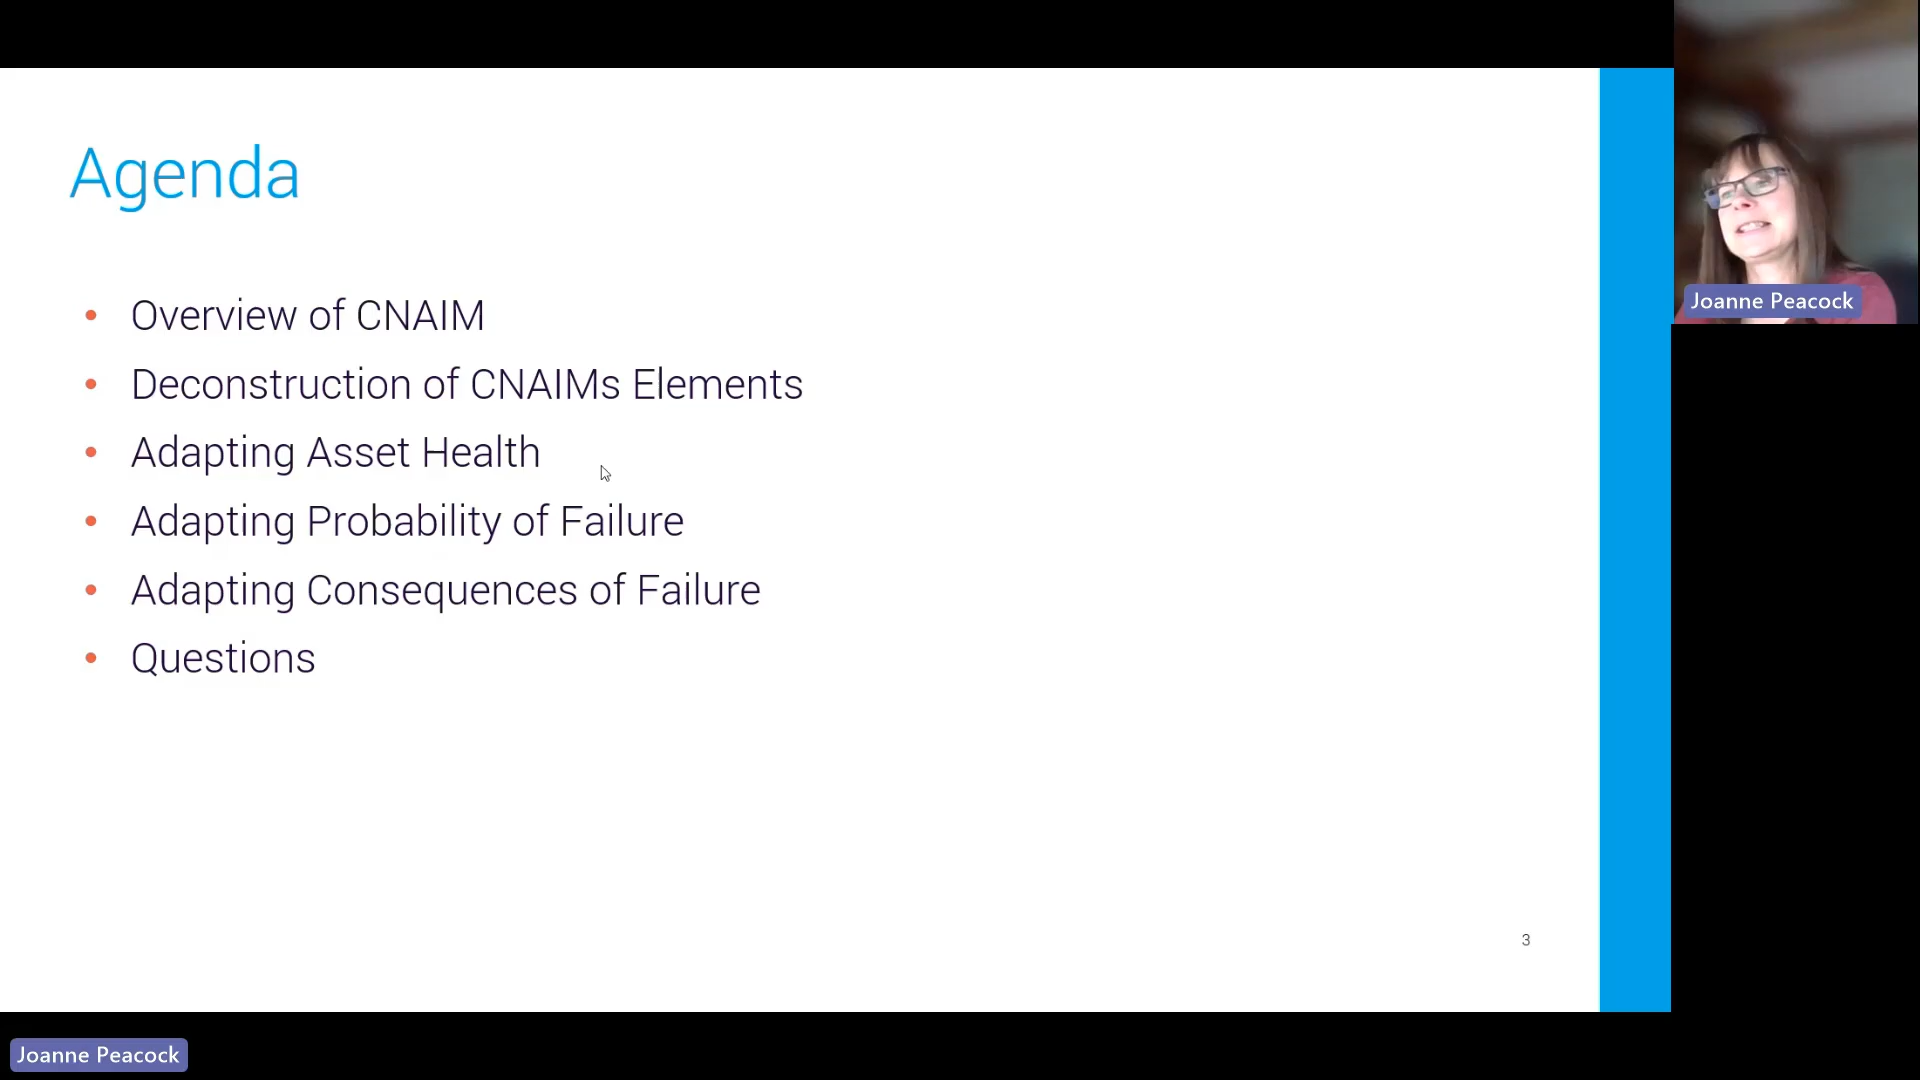 Agenda
• Overview of CNAIM
• Deconstruction of CNAIMs Elements
• Adapting Asset Health
• Adapting Probability of Failure
• Adapting Consequences of Failure
• Questions
3
Joanne Peacock
Joanne Peacock